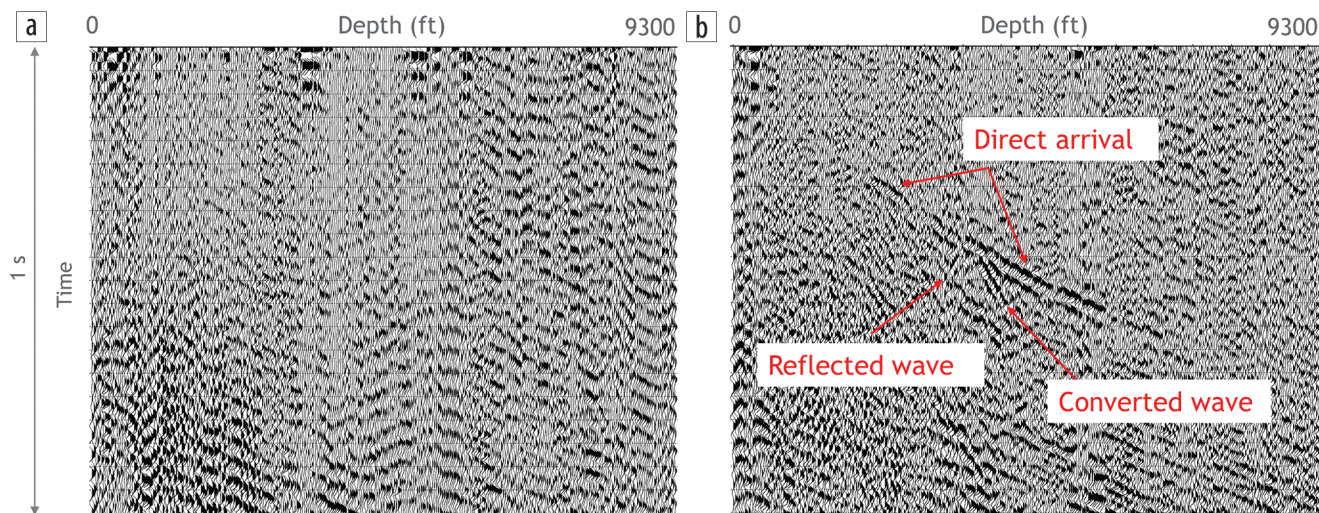 a
0 Depth (ft) 9300
1 s
Time
b
0 Depth (ft) 9300
Direct arrival
Reflected wave
Converted wave